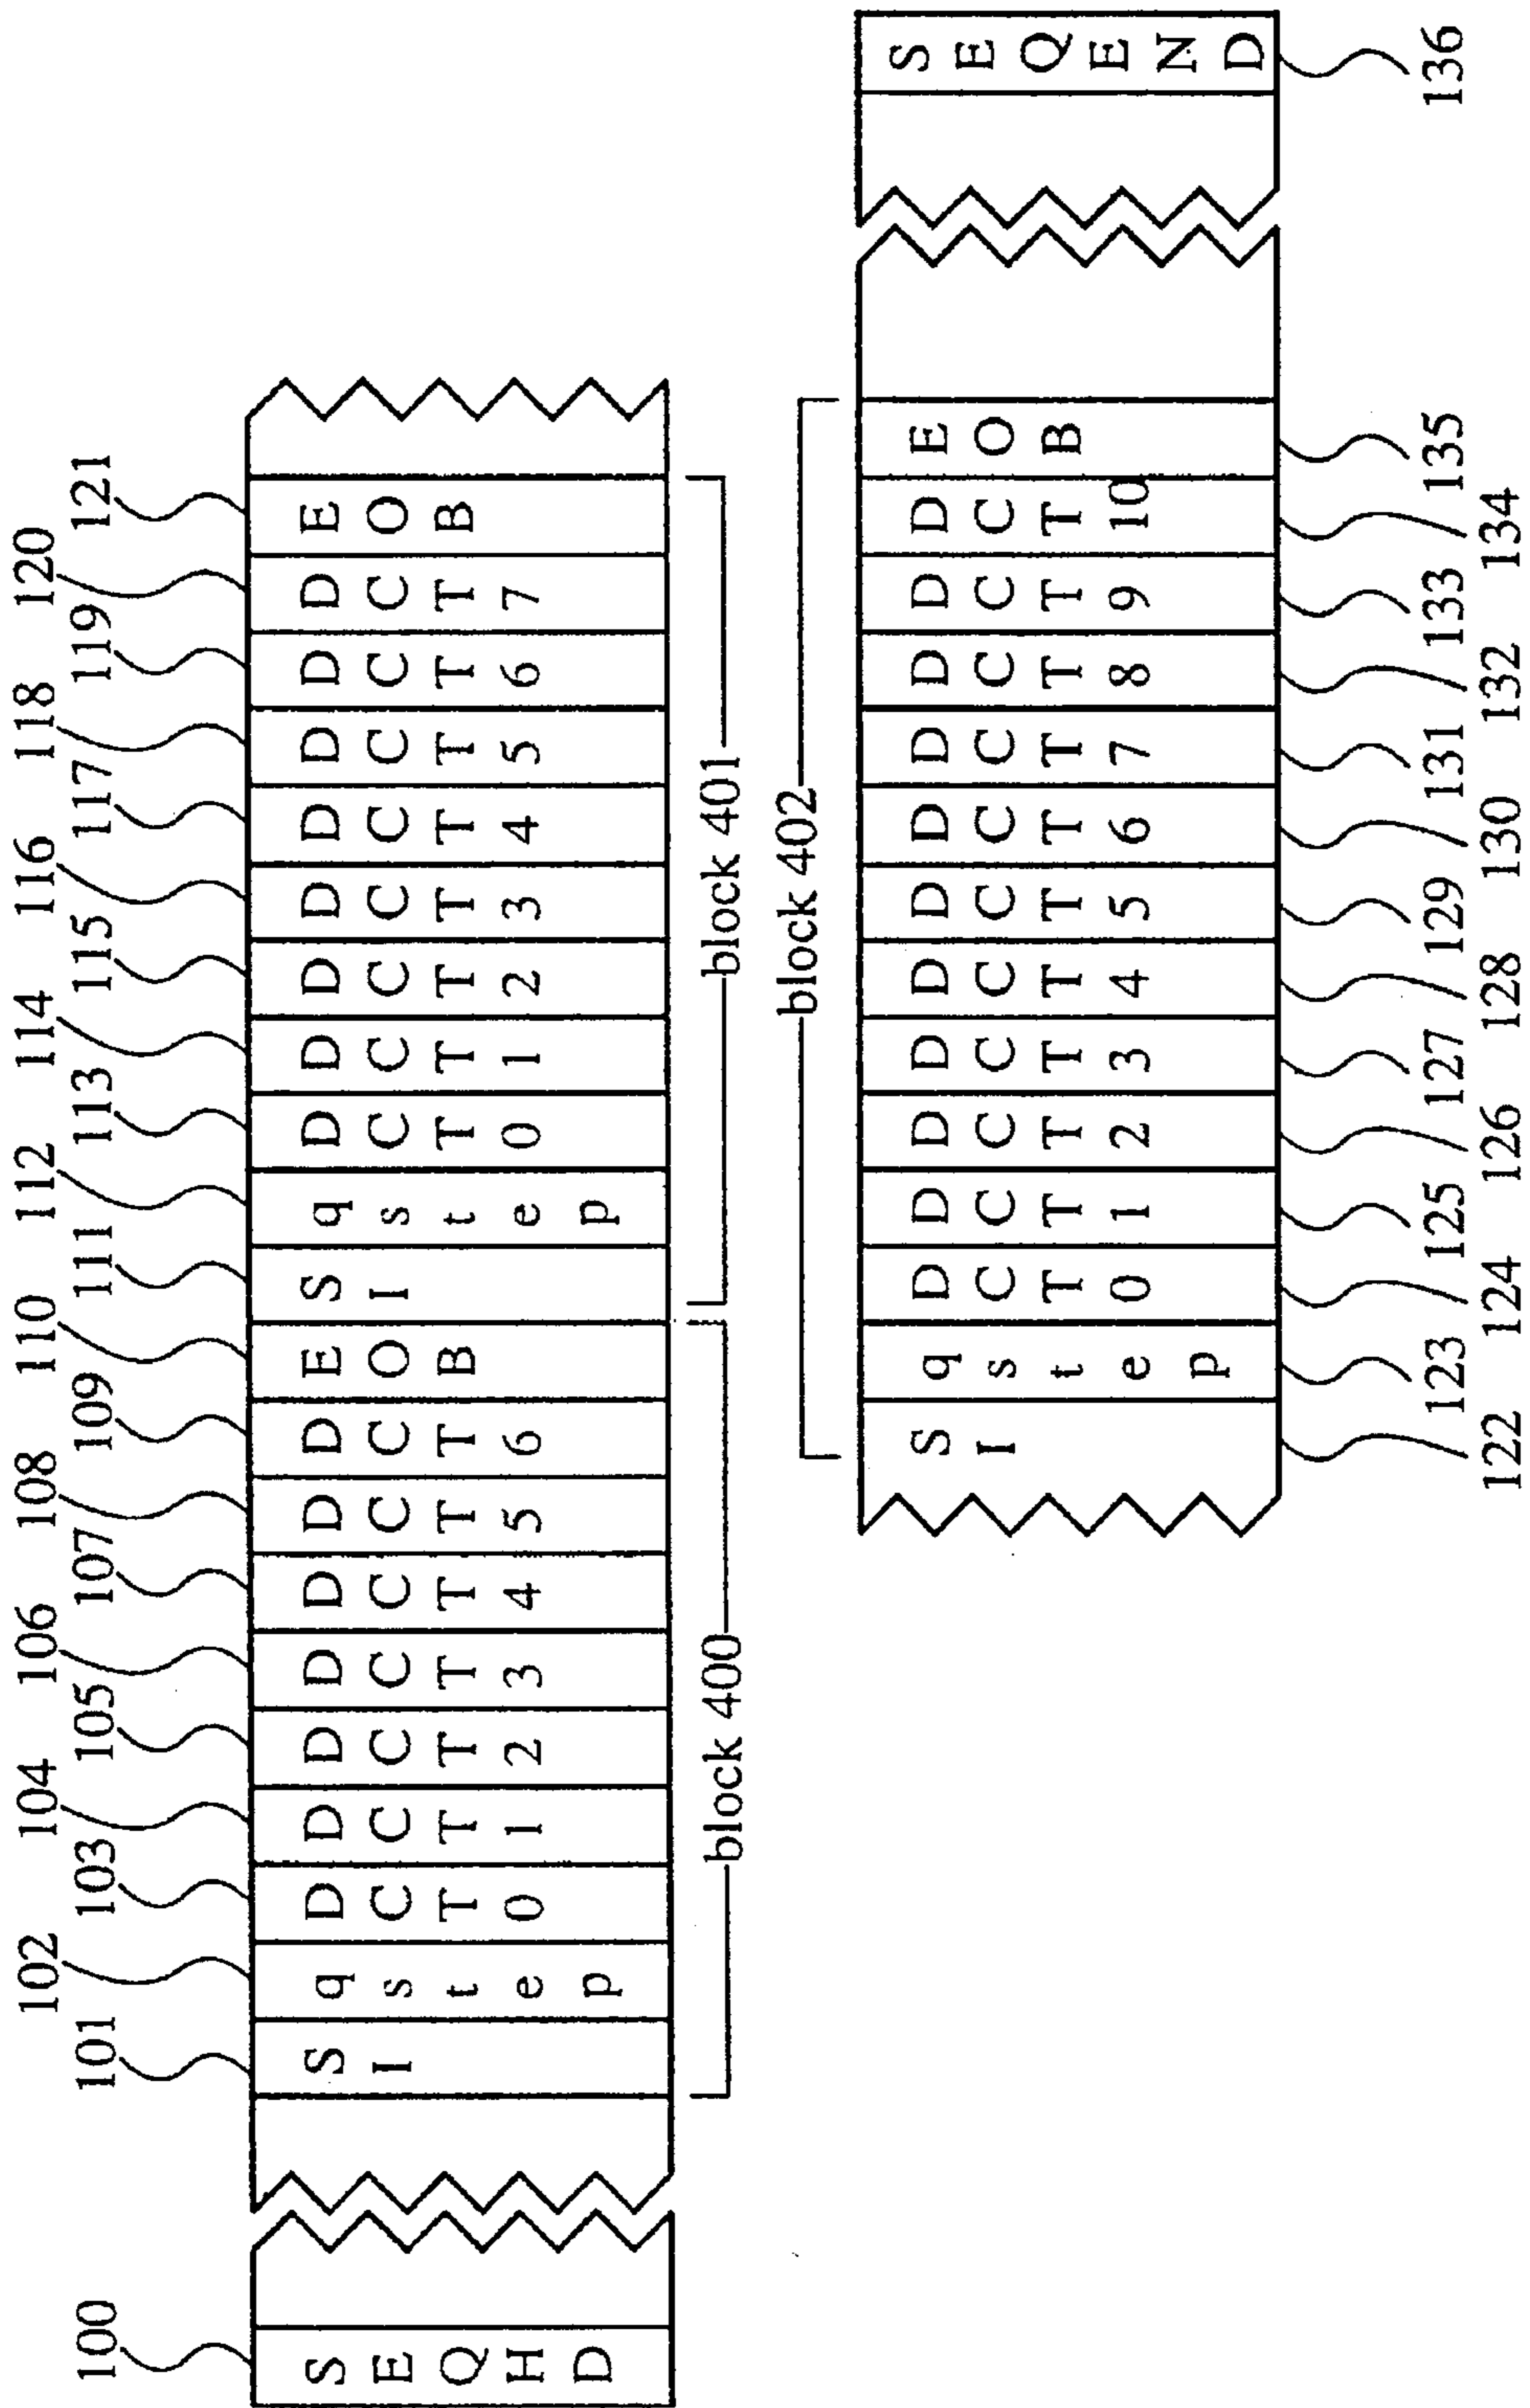 100 101 102 103 104 105 106 107 108 109 110 111 112 113 114 115 116 117 118 119 120 121
SEQHD SI qstep DCT0 DCT1 DCT2 DCT3 DCT4 DCT5 DCT6 EOB SI qstep DCT0 DCT1 DCT2 DCT3 DCT4 DCT5 DCT6 DCT7 EOB
block 400 block 401
block 402
SI qstep DCT0 DCT1 DCT2 DCT3 DCT4 DCT5 DCT6 DCT7 DCT8 DCT9 DCT10 EOB SEQEND
122 123 124 125 126 127 128 129 130 131 132 133 134 135 136